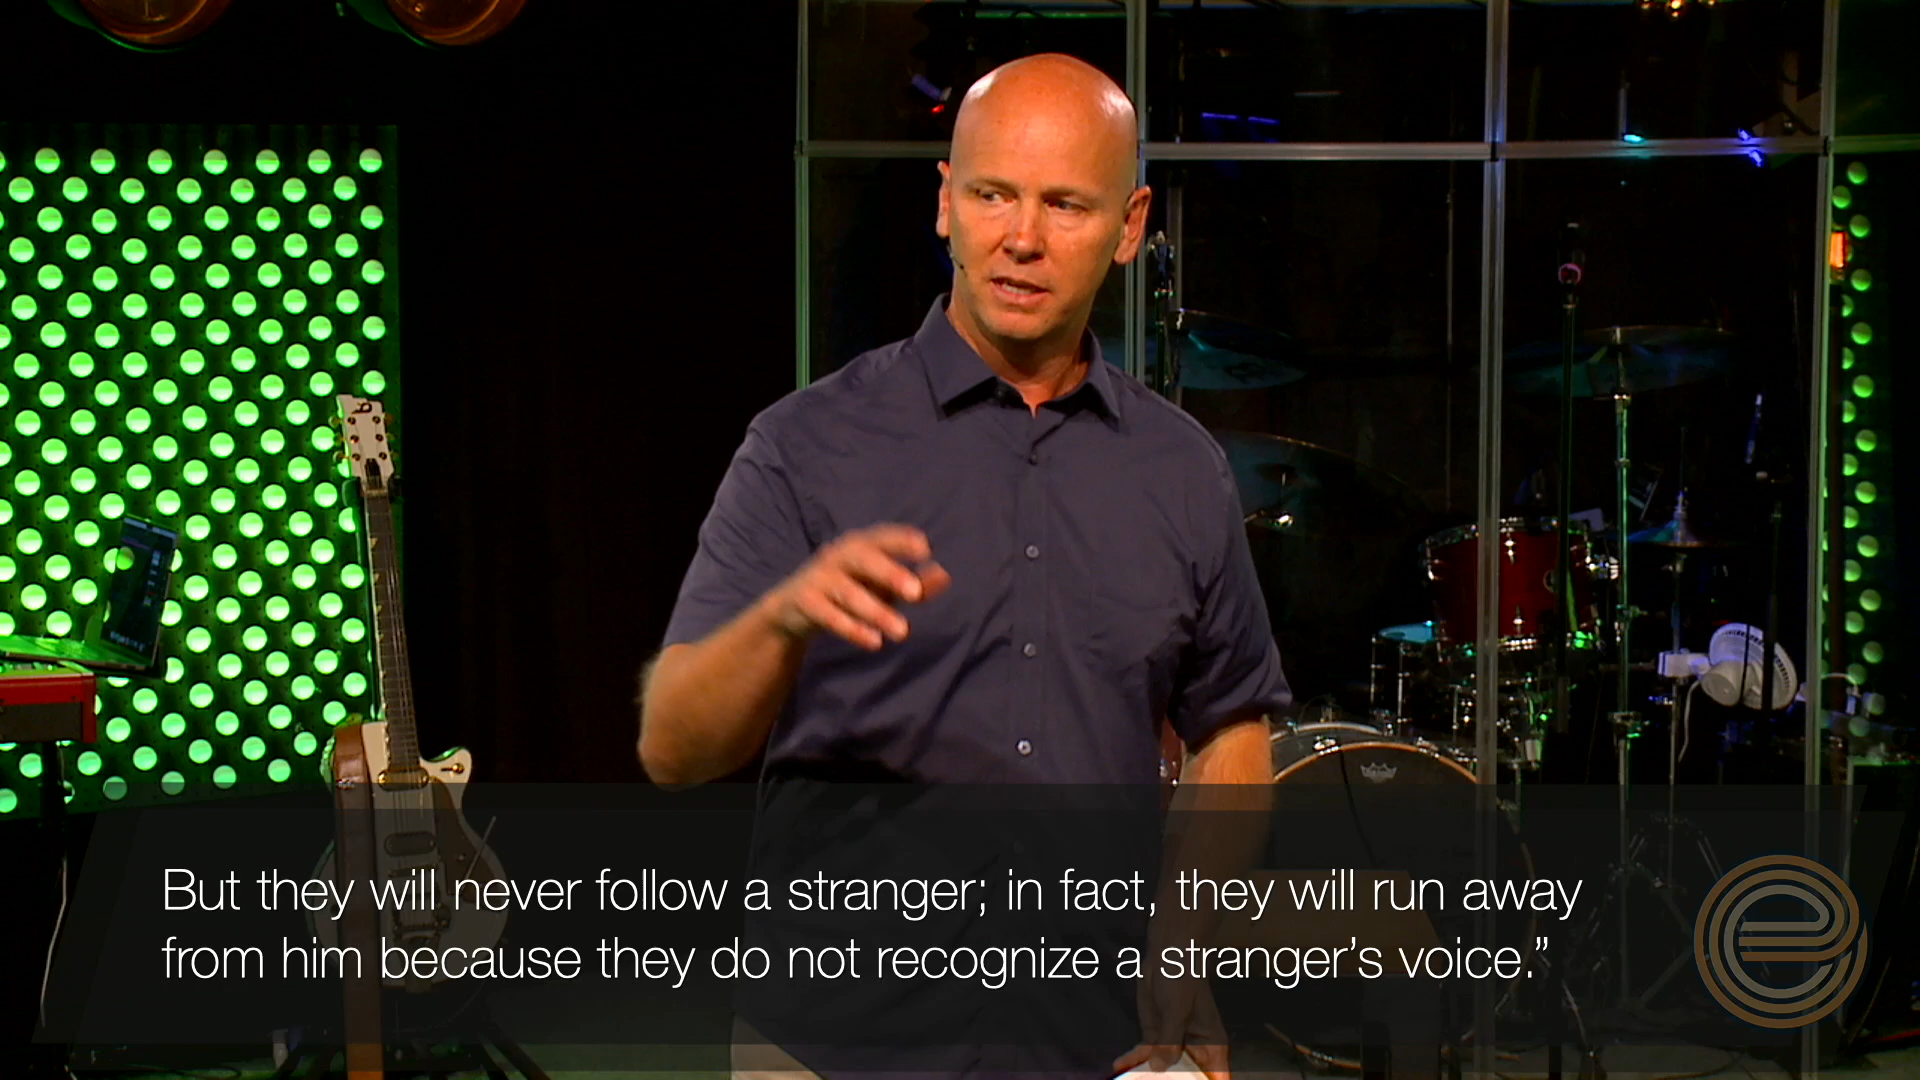 But they will never follow a stranger; in fact, they will run away
from him because they do not recognize a stranger’s voice.”